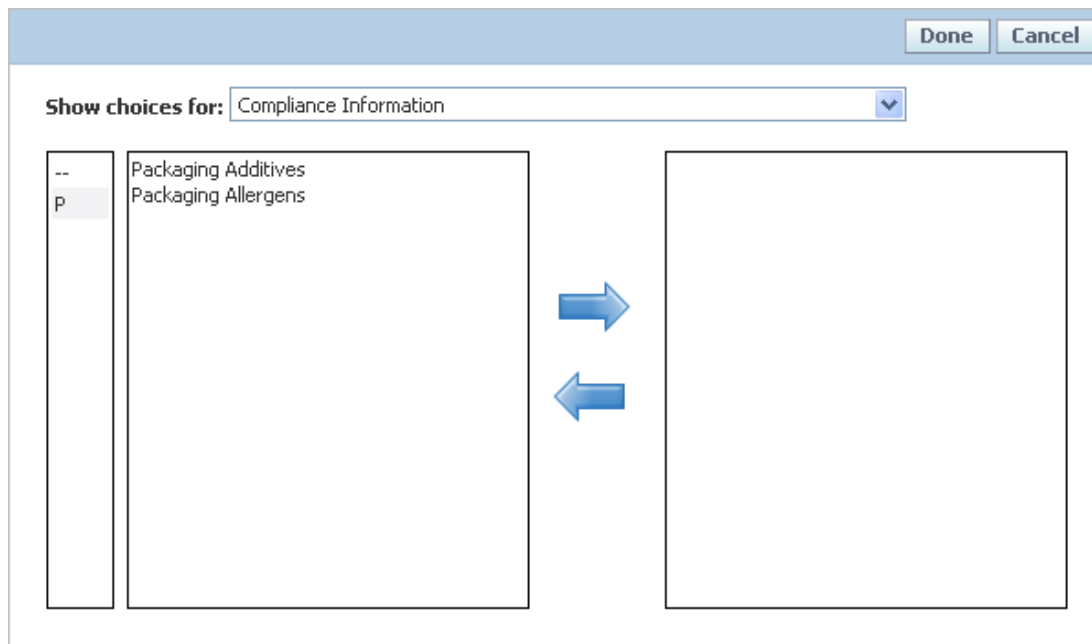 Done Cancel
Show choices for: Compliance Information
--
P
Packaging Additives
Packaging Allergens